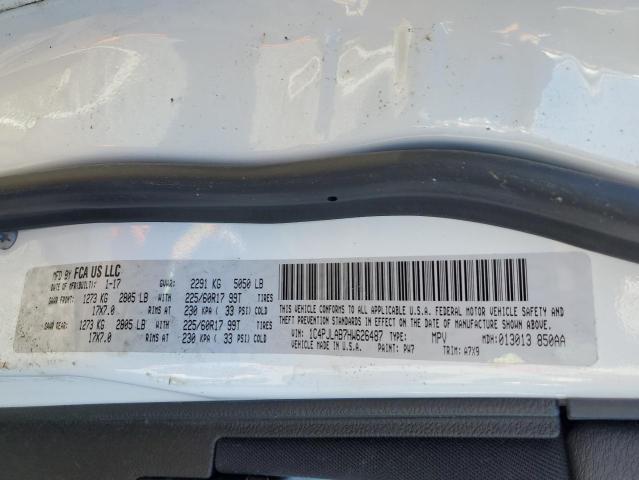 MFD BY FCA US LLC
DATE OF MFR/BUILT: 1-17 GVWR: 2291 KG 5050 LB
GAWR FRONT: 1273 KG 2805 LB WITH 225/60R17 99T TIRES
17X7.0 RIMS AT 230 KPA ( 33 PSI) COLD
GAWR REAR: 1273 KG 2805 LB WITH 225/60R17 99T TIRES
17X7.0 RIMS AT 230 KPA ( 33 PSI) COLD
THIS VEHICLE CONFORMS TO ALL APPLICABLE U.S.A. FEDERAL MOTOR VEHICLE SAFETY AND
THEFT PREVENTION STANDARDS IN EFFECT ON THE DATE OF MANUFACTURE SHOWN ABOVE.
VIN: 1C4PJLAB7HW626487 TYPE: MPV MDH: 013013 850AA
VEHICLE MADE IN U.S.A. PAINT: PW7 TRIM: A7X9